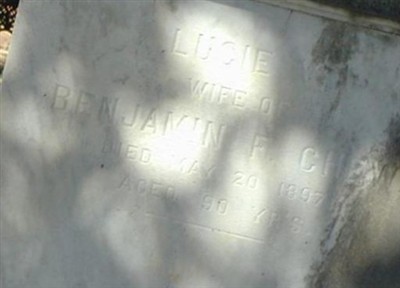 LUCIE
WIFE OF
BENJAMIN F.
DIED MAY 20, 1897
AGED 90 YRS.